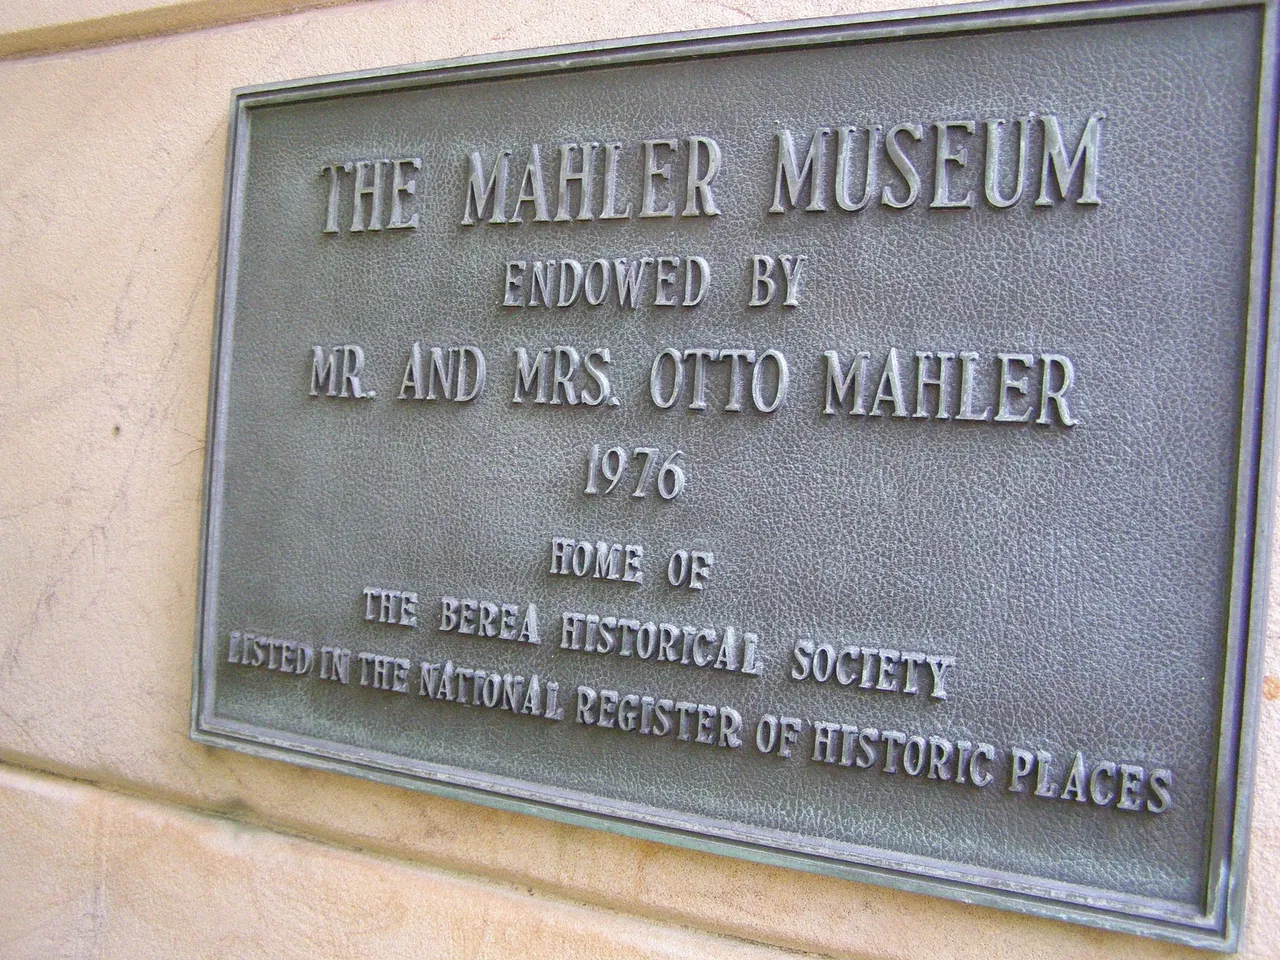 THE MAHLER MUSEUM
ENDOWED BY
MR. AND MRS. OTTO MAHLER
1976
HOME OF
THE BEREA HISTORICAL SOCIETY
LISTED IN THE NATIONAL REGISTER OF HISTORIC PLACES